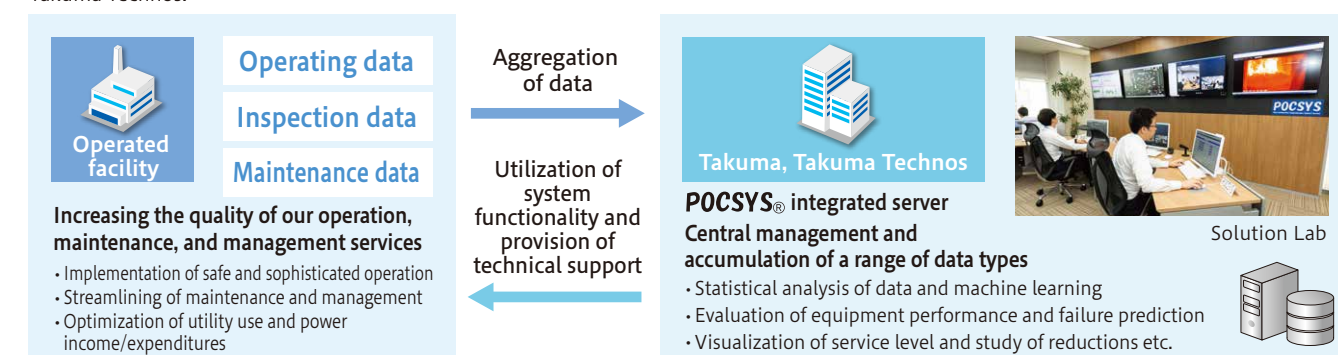 Takuma Technos.
Operated
facility
Operating data
Inspection data
Maintenance data
Increasing the quality of our operation,
maintenance, and management services
・Implementation of safe and sophisticated operation
・Streamlining of maintenance and management
・Optimization of utility use and power
income/expenditures
Aggregation
of data
Utilization of
system
functionality and
provision of
technical support
Takuma, Takuma Technos
POCSYS® integrated server
Central management and
accumulation of a range of data types
・Statistical analysis of data and machine learning
・Evaluation of equipment performance and failure prediction
・Visualization of service level and study of reductions etc.
POCSYS
Solution Lab